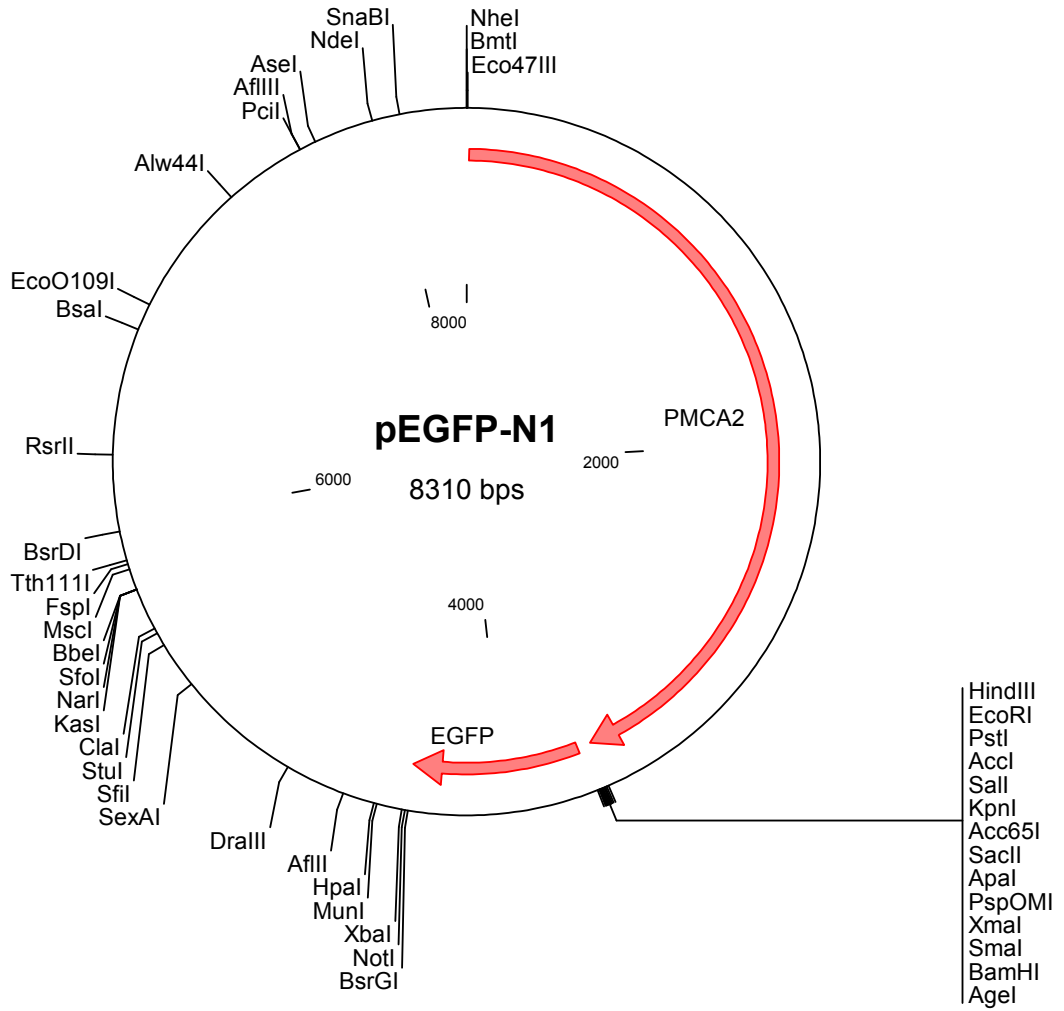 SnaBI
NdeI
AseI
AflIII
PciI
Alw44I
EcoO109I
BsaI
RsrII
BsrDI
Tth111I
FspI
MscI
BbeI
SfoI
NarI
KasI
ClaI
StuI
SfiI
SexAI
DraIII
AflII
HpaI
MunI
XbaI
NotI
BsrGI
NheI
BmtI
Eco47III
8000
PMCA2
pEGFP-N1
8310 bps
2000
6000
4000
EGFP
HindIII
EcoRI
PstI
AccI
SalI
KpnI
Acc65I
SacII
ApaI
PspOMI
XmaI
SmaI
BamHI
AgeI